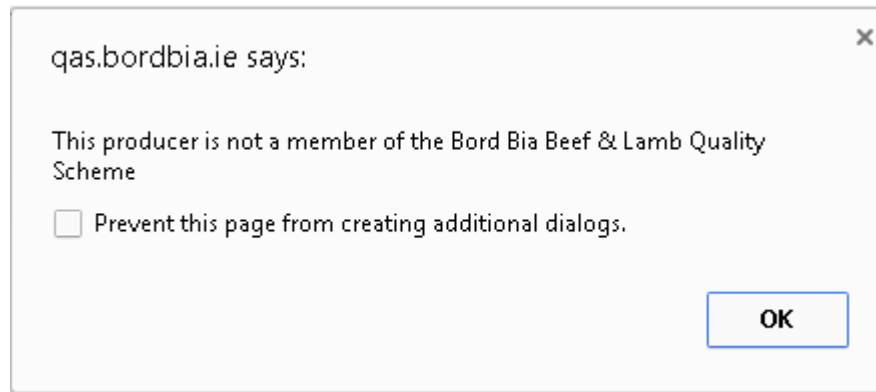 qas.bordbia.ie says:
This producer is not a member of the Bord Bia Beef & Lamb Quality
Scheme
Prevent this page from creating additional dialogs.
OK